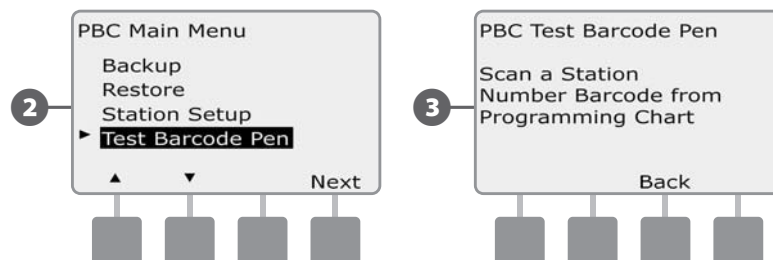 2
PBC Main Menu
Backup
Restore
Station Setup
► Test Barcode Pen
▲ ▼ Next
3
PBC Test Barcode Pen
Scan a Station
Number Barcode from
Programming Chart
Back